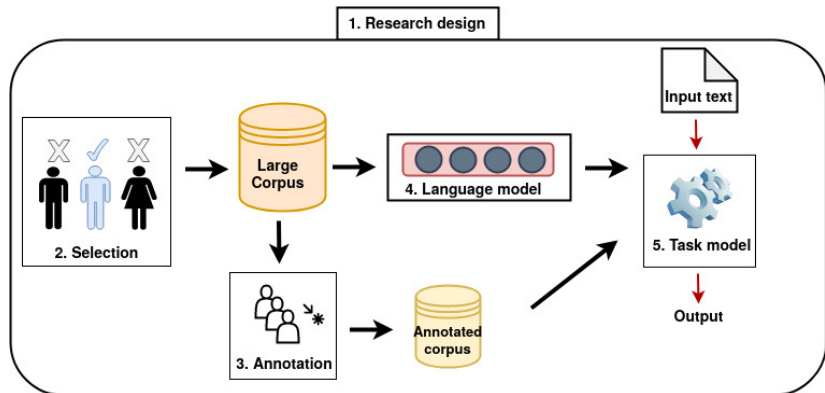 1. Research design
Input text
Large
Corpus
4. Language model
2. Selection
5. Task model
3. Annotation
Annotated
corpus
Output